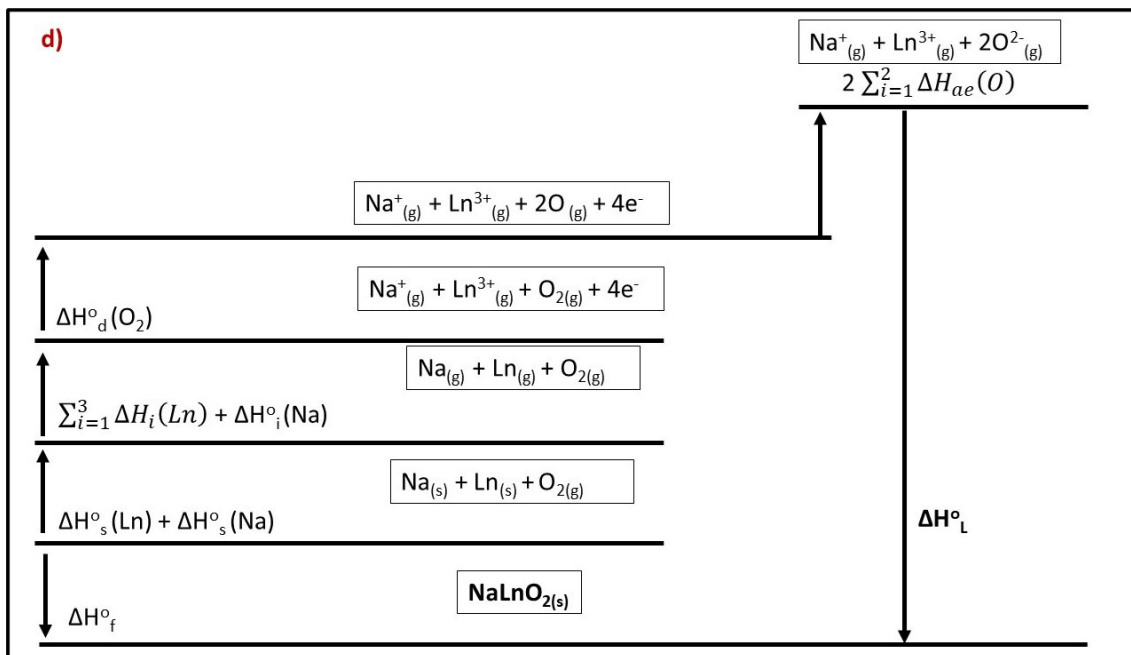 d)
Na⁺(g) + Ln³⁺(g) + 2O²⁻(g)
2 ∑²ᵢ₌₁ ΔHₐₑ(O)
Na⁺(g) + Ln³⁺(g) + 2O (g) + 4e⁻
Na⁺(g) + Ln³⁺(g) + O₂(g) + 4e⁻
ΔH°d(O₂)
Na(g) + Ln(g) + O₂(g)
∑³ᵢ₌₁ ΔHᵢ(Ln) + ΔH°ᵢ(Na)
Na(s) + Ln(s) + O₂(g)
ΔH°ₛ(Ln) + ΔH°ₛ(Na)
ΔH°L
NaLnO₂(s)
ΔH°f